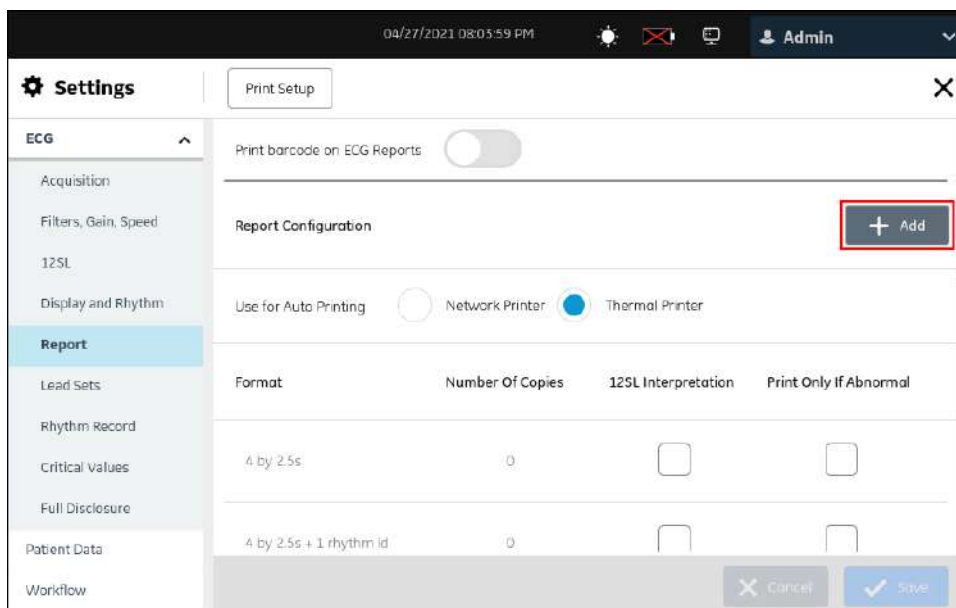 04/27/2021 08:03:59 PM
Admin
Settings
Print Setup
ECG
Print barcode on ECG Reports
Acquisition
Filters, Gain, Speed
Report Configuration
+ Add
12SL
Display and Rhythm
Use for Auto Printing
Network Printer
Thermal Printer
Report
Lead Sets
Format
Number Of Copies
12SL Interpretation
Print Only If Abnormal
Rhythm Record
Critical Values
4 by 2.5s
0
Full Disclosure
Patient Data
4 by 2.5s + 1 rhythm ld
0
Workflow
Cancel
Save